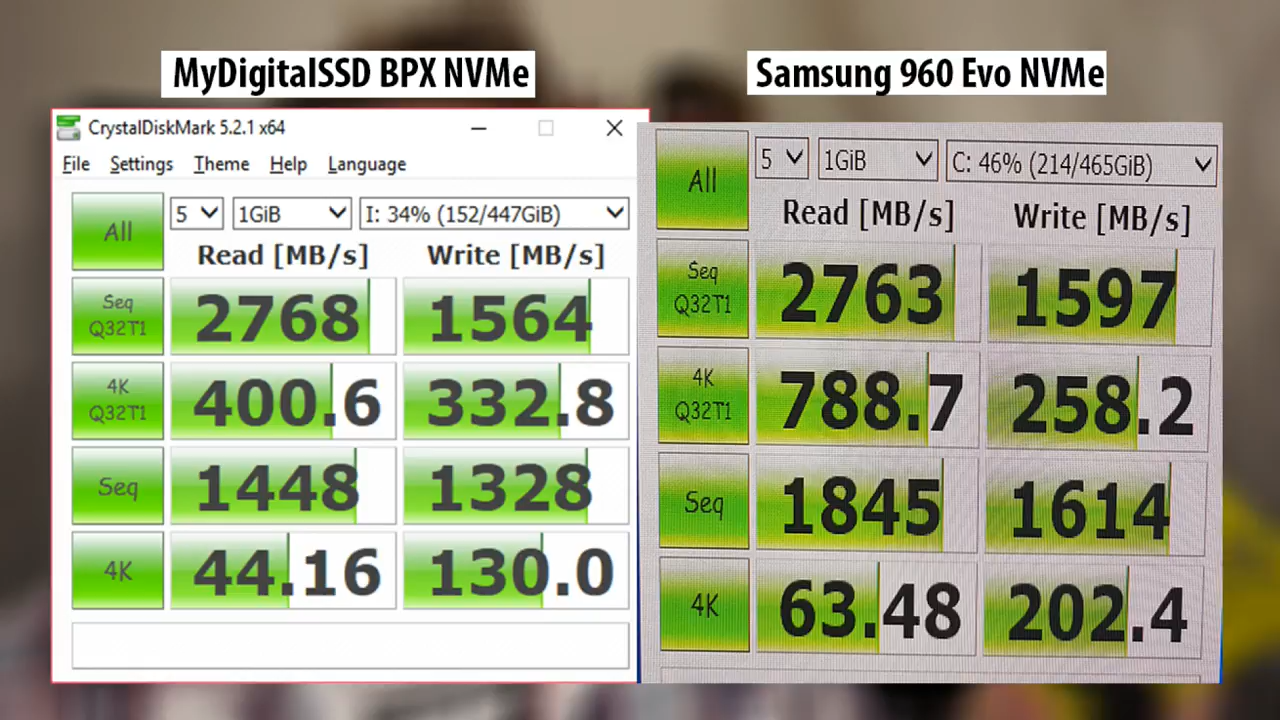 MyDigitalSSD BPX NVMe
CrystalDiskMark 5.2.1 x64
File Settings Theme Help Language
All 5 1GiB I: 34% (152/447GiB)
Read [MB/s] Write [MB/s]
Seq Q32T1 2768 1564
4K Q32T1 400.6 332.8
Seq 1448 1328
4K 44.16 130.0
Samsung 960 Evo NVMe
All 5 1GiB C: 46% (214/465GiB)
Read [MB/s] Write [MB/s]
Seq Q32T1 2763 1597
4K Q32T1 788.7 258.2
Seq 1845 1614
4K 63.48 202.4